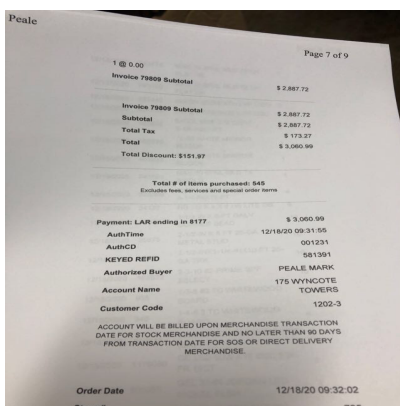 Peale
Page 7 of 9
1 @ 0.00
Invoice 79809 Subtotal $ 2,887.72
Invoice 79809 Subtotal $ 2,887.72
Subtotal $ 2,887.72
Total Tax $ 173.27
Total $ 3,060.99
Total Discount: $151.97
Total # of items purchased: 545
Excludes fees, services and special order items
Payment: LAR ending in 8177 $ 3,060.99
AuthTime 12/18/20 09:31:55
AuthCD 001231
KEYED REFID 581391
Authorized Buyer PEALE MARK
Account Name 175 WYNCOTE
TOWERS
Customer Code 1202-3
ACCOUNT WILL BE BILLED UPON MERCHANDISE TRANSACTION
DATE FOR STOCK MERCHANDISE AND NO LATER THAN 90 DAYS
FROM TRANSACTION DATE FOR SOS OR DIRECT DELIVERY
MERCHANDISE.
Order Date 12/18/20 09:32:02